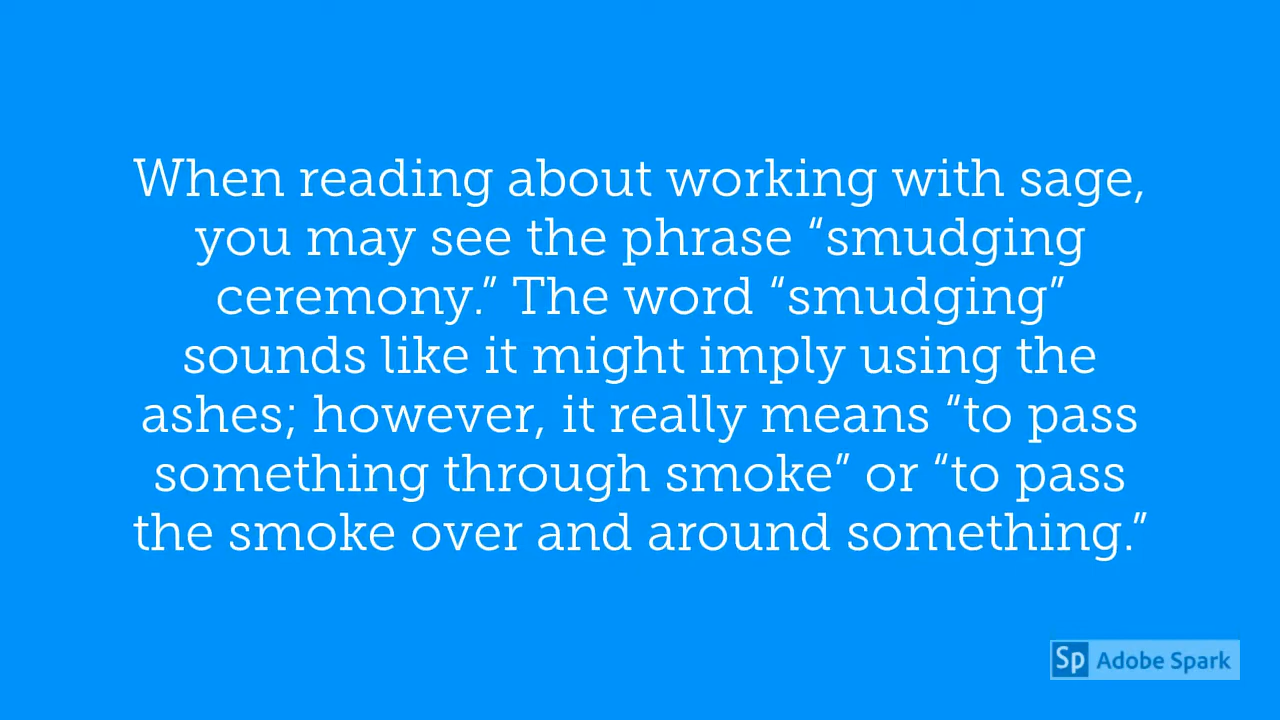 When reading about working with sage,
you may see the phrase “smudging
ceremony.” The word “smudging”
sounds like it might imply using the
ashes; however, it really means “to pass
something through smoke” or “to pass
the smoke over and around something.”
Sp Adobe Spark